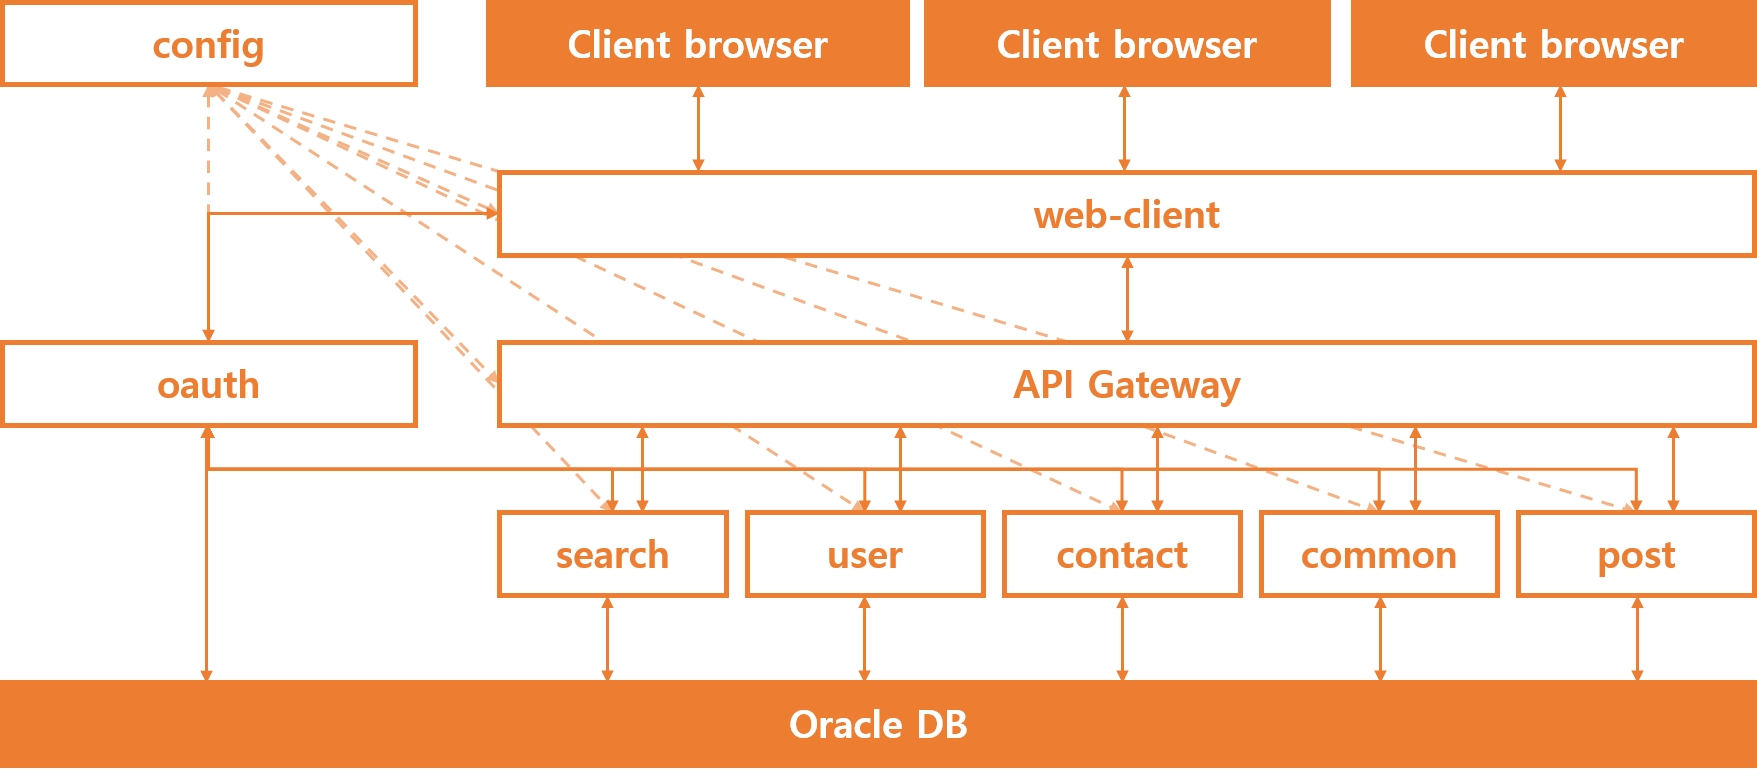 config
Client browser
Client browser
Client browser
web-client
oauth
API Gateway
search
user
contact
common
post
Oracle DB